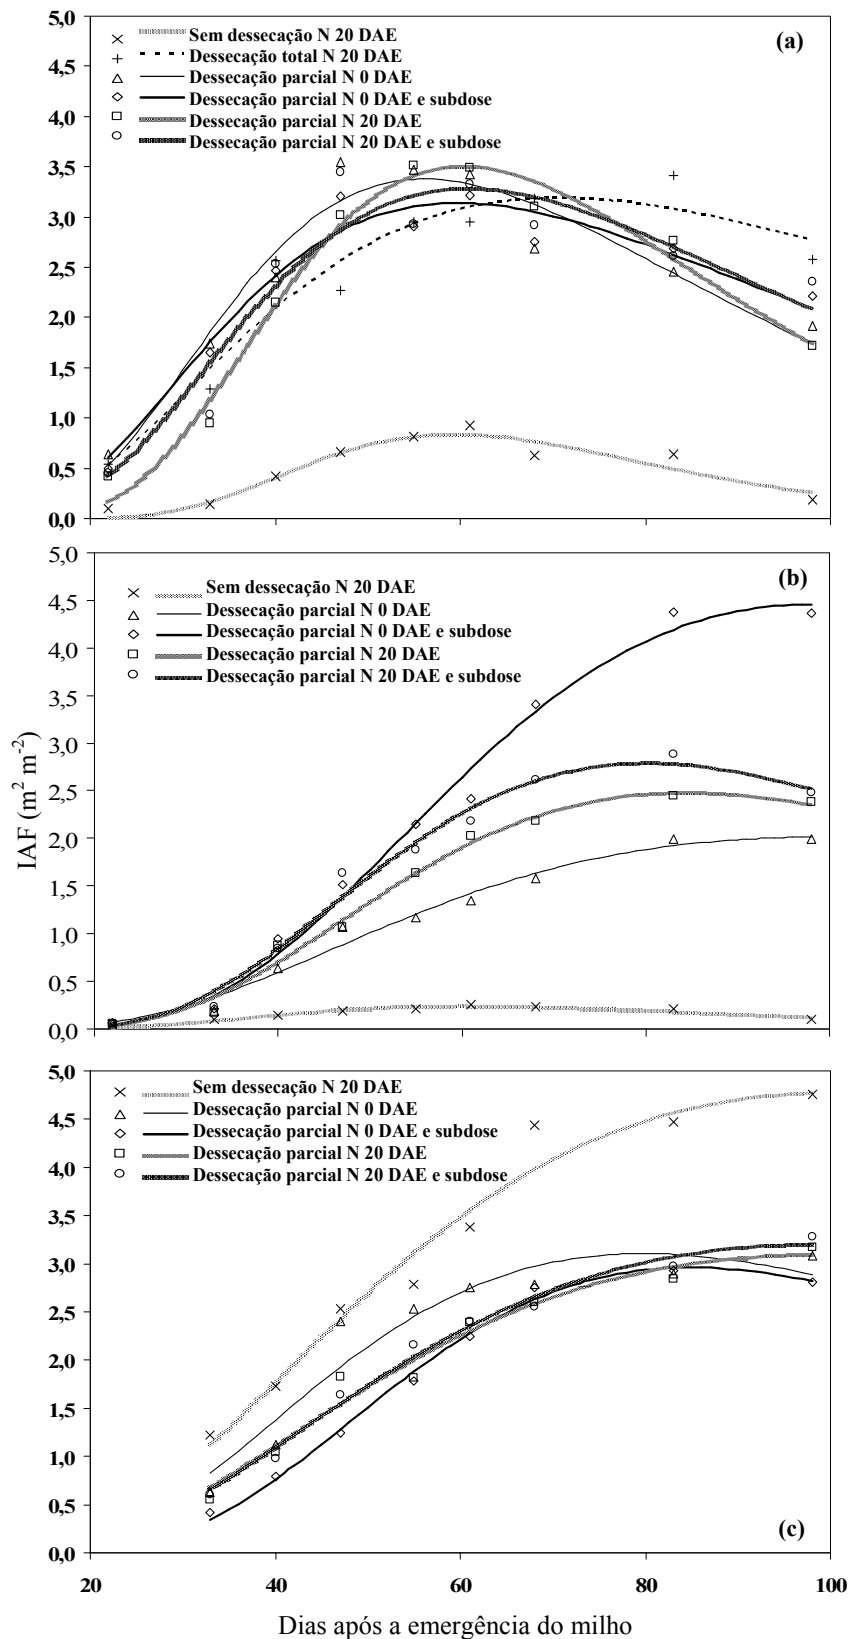 5,0
(a)
Sem dessecação N 20 DAE
4,5
Dessecação total N 20 DAE
Dessecação parcial N 0 DAE
4,0
Dessecação parcial N 0 DAE e subdose
Dessecação parcial N 20 DAE
Dessecação parcial N 20 DAE e subdose
3,5
3,0
2,5
2,0
1,5
1,0
0,5
0,0
5,0
(b)
Sem dessecação N 20 DAE
4,5
Dessecação parcial N 0 DAE
Dessecação parcial N 0 DAE e subdose
4,0
Dessecação parcial N 20 DAE
Dessecação parcial N 20 DAE e subdose
3,5
3,0
2,5
2,0
1,5
1,0
0,5
0,0
IAF (m² m⁻²)
5,0
Sem dessecação N 20 DAE
Dessecação parcial N 0 DAE
4,5
Dessecação parcial N 0 DAE e subdose
Dessecação parcial N 20 DAE
4,0
Dessecação parcial N 20 DAE e subdose
3,5
3,0
2,5
2,0
1,5
1,0
0,5
(c)
0,0
20 40 60 80 100
Dias após a emergência do milho